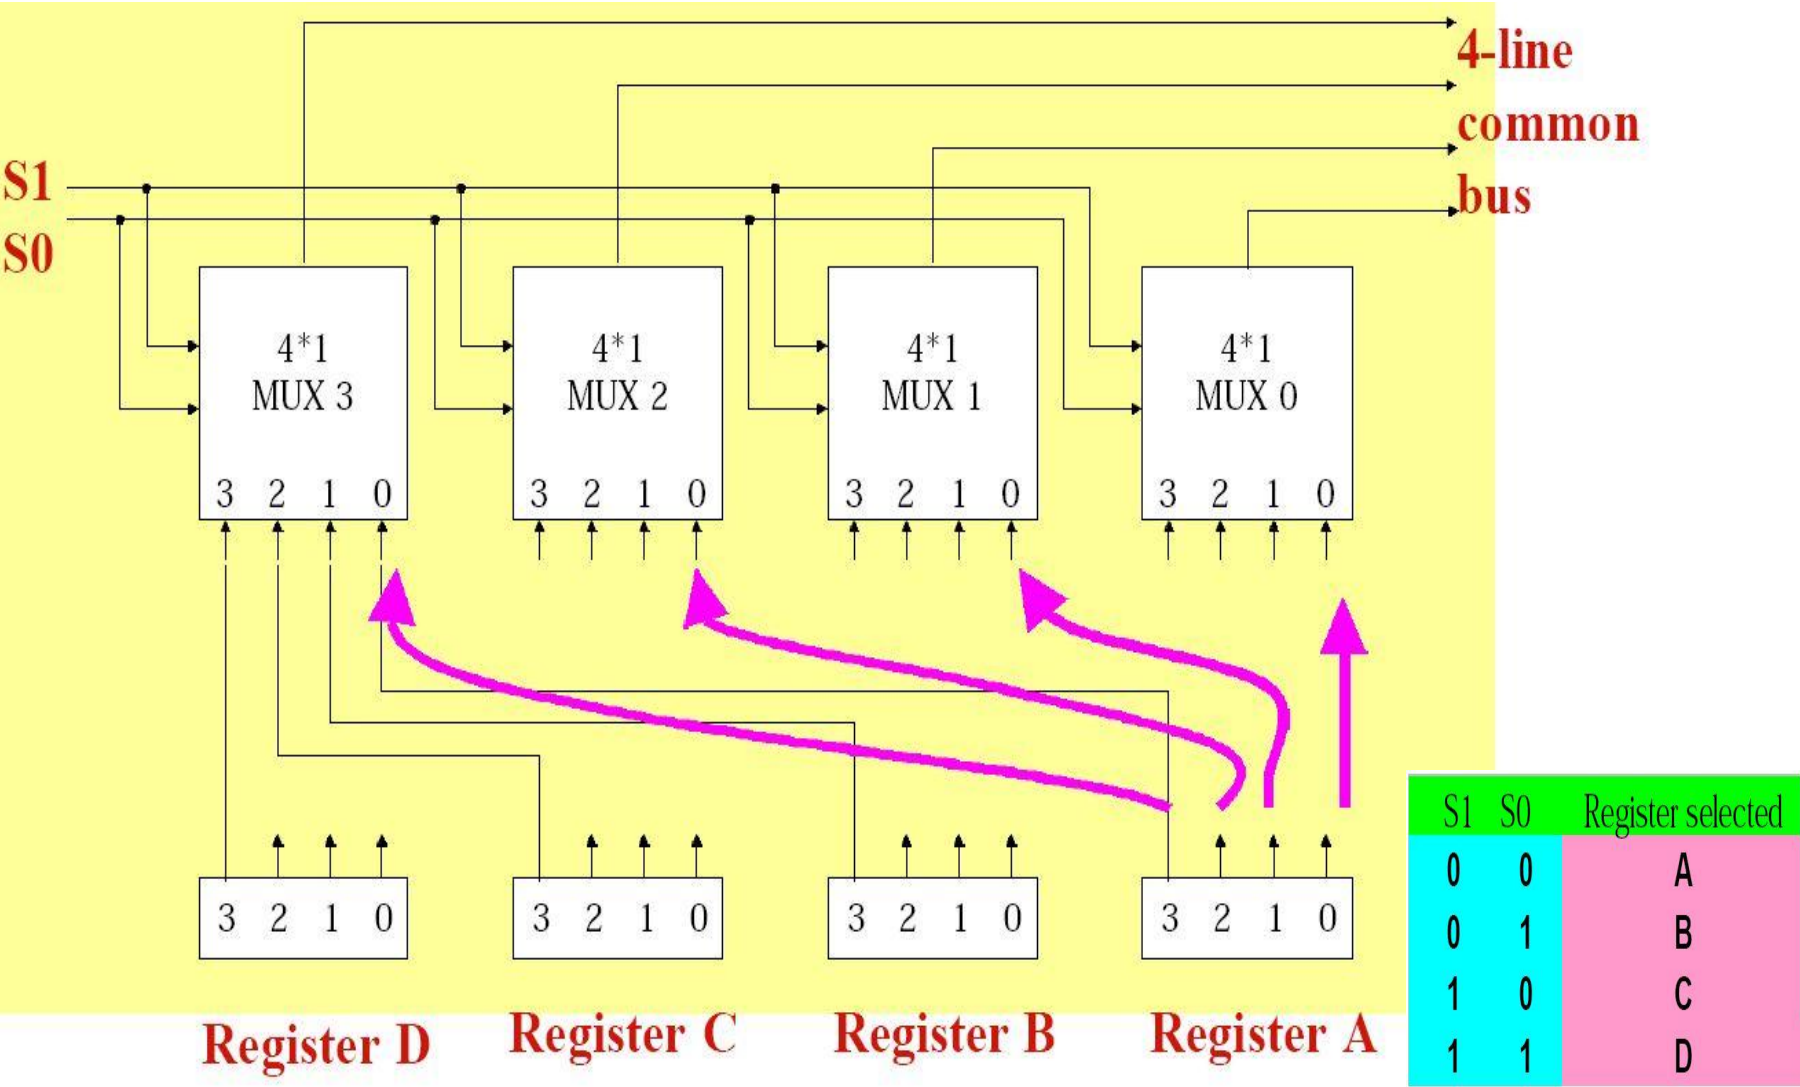 4-line
common
bus
S1
S0
4*1
MUX 3
3 2 1 0
4*1
MUX 2
3 2 1 0
4*1
MUX 1
3 2 1 0
4*1
MUX 0
3 2 1 0
3 2 1 0
Register D
3 2 1 0
Register C
3 2 1 0
Register B
3 2 1 0
Register A
S1 S0 Register selected
0 0 A
0 1 B
1 0 C
1 1 D